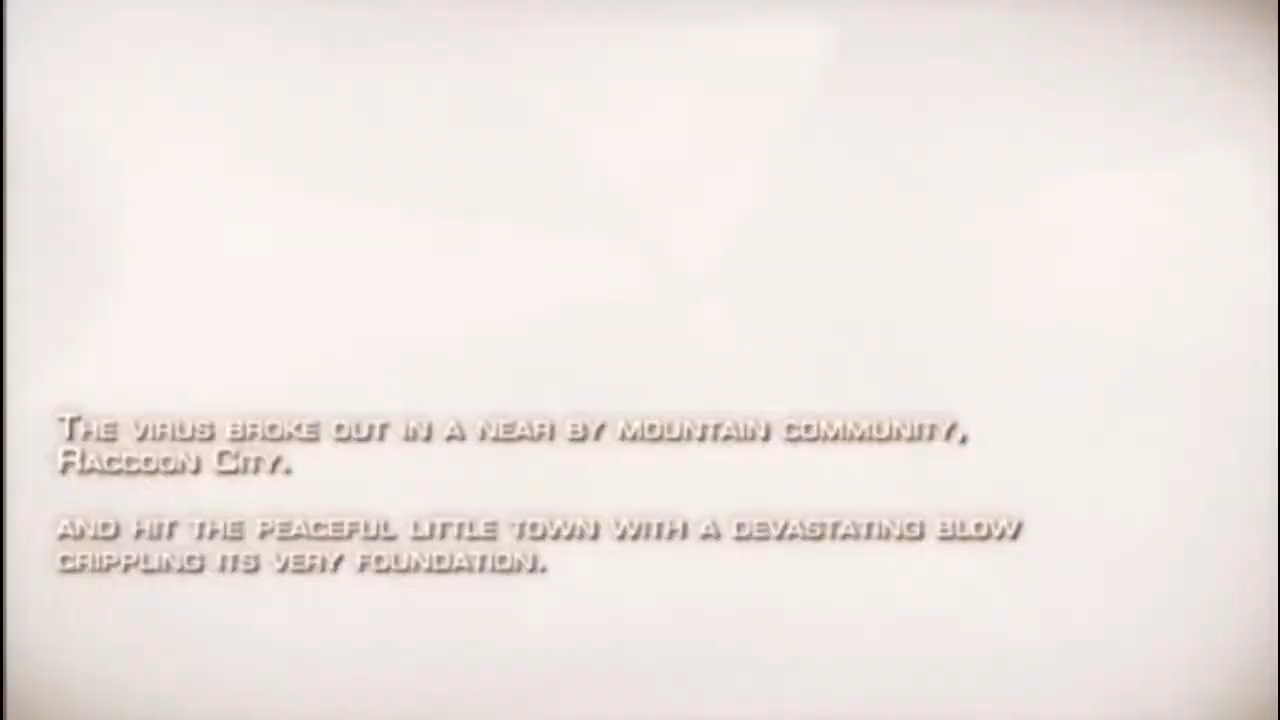 The virus broke out in a near by mountain community,
Raccoon City.
and hit the peaceful little town with a devastating blow
crippling its very foundation.